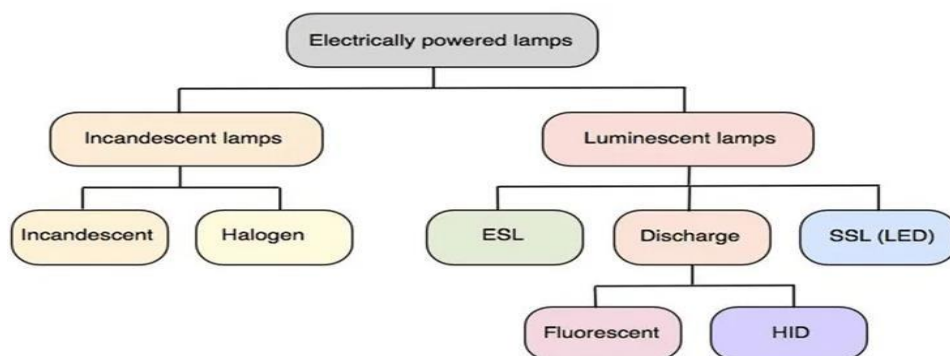 Electrically powered lamps
Incandescent lamps
Luminescent lamps
Incandescent
Halogen
ESL
Discharge
SSL (LED)
Fluorescent
HID